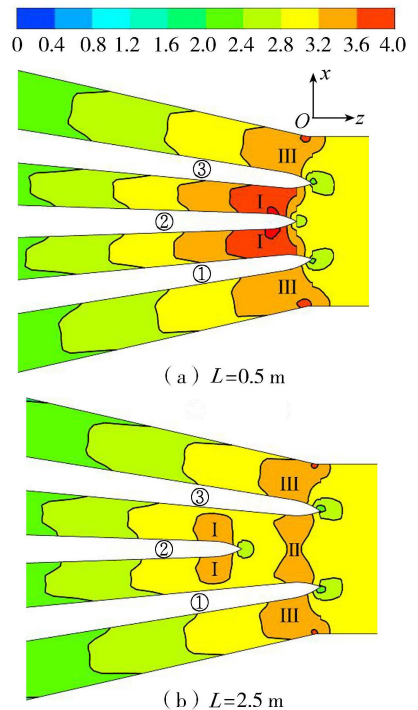 0 0.4 0.8 1.2 1.6 2.0 2.4 2.8 3.2 3.6 4.0
x
O z
III
③
I
②
I
①
III
(a) L=0.5 m
III
③
I
② II
I
①
III
(b) L=2.5 m